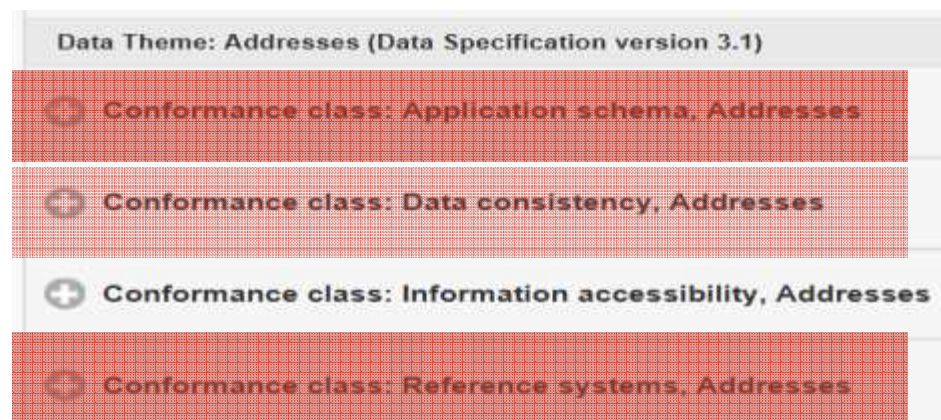 Data Theme: Addresses (Data Specification version 3.1)
Conformance class: Application schema, Addresses
Conformance class: Data consistency, Addresses
Conformance class: Information accessibility, Addresses
Conformance class: Reference systems, Addresses